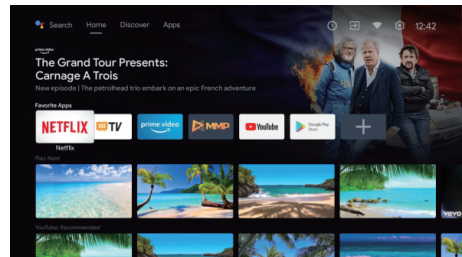 Search Home Discover Apps 12:42
prime video
The Grand Tour Presents:
Carnage A Trois
New episode | The petrolhead trio embark on an epic French adventure
Favorite Apps
NETFLIX TV prime video MMP YouTube Google Play Store
Netflix
Play Next
vevo
YouTube: Recommended